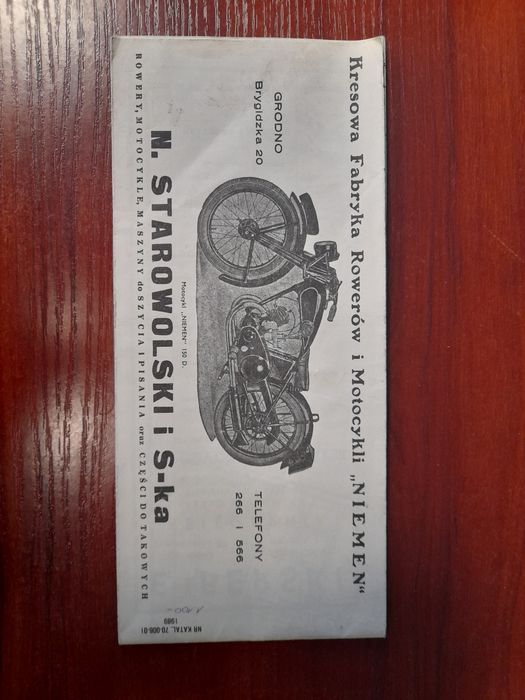 Kresowa Fabryka Rowerów i Motocykli „NIEMEN"
GRODNO
Brygidzka 20
TELEFONY
266 i 566
Motocykl „NIEMEN" 150 D.
N. STAROWOLSKI i S-ka
ROWERY, MOTOCYKLE, MASZYNY do SZYCIA I PISANIA oraz CZĘŚCI DO TAKOWYCH
NR KATAL. 70-006-01
1989